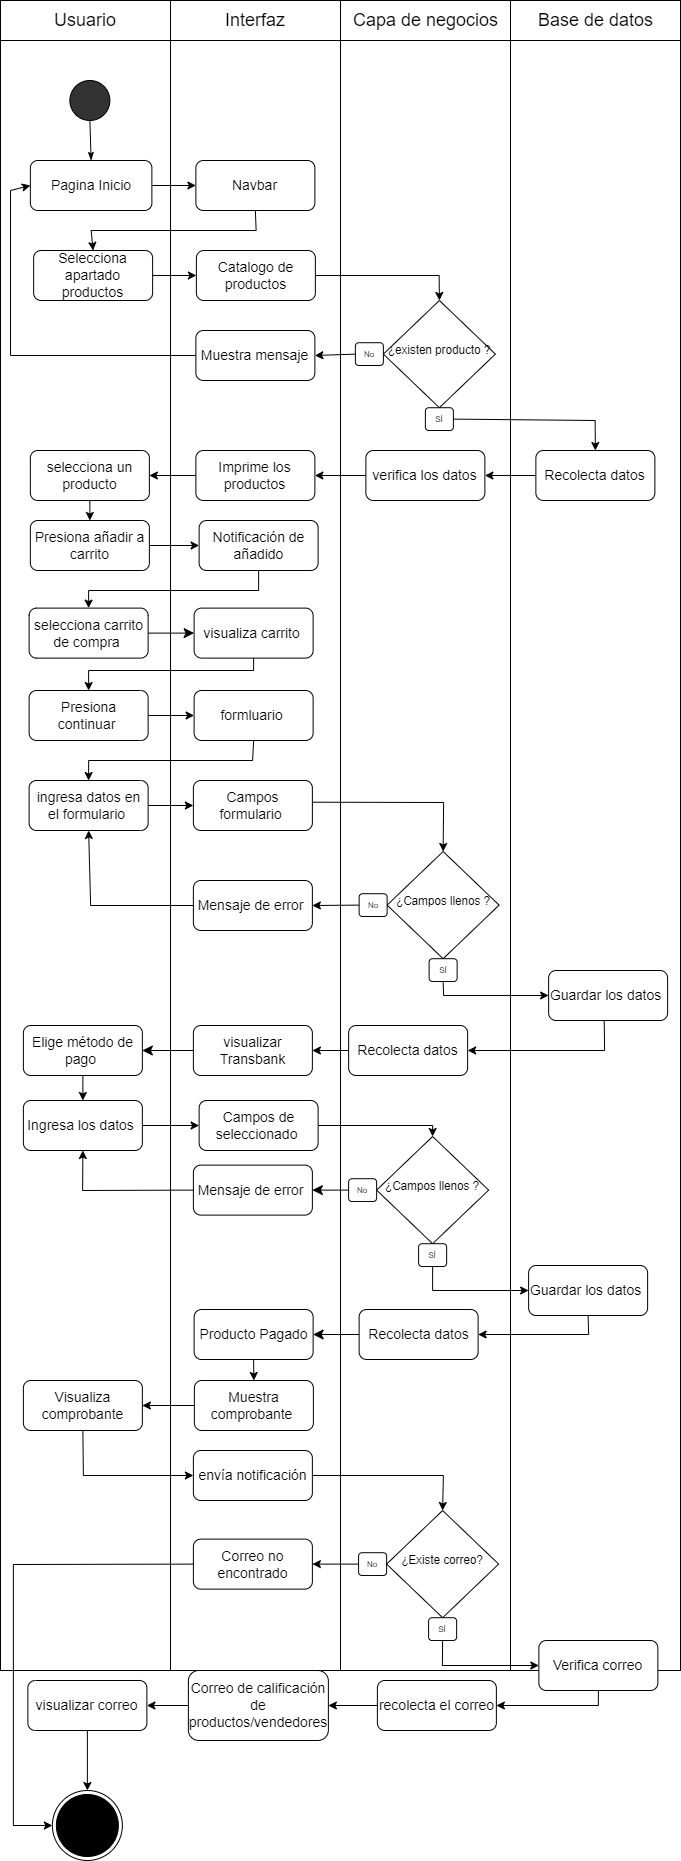 Usuario
Interfaz
Capa de negocios
Base de datos
Pagina Inicio
Navbar
Selecciona
apartado
productos
Catalogo de
productos
¿existen producto ?
No
Muestra mensaje
SÍ
selecciona un
producto
Imprime los
productos
verifica los datos
Recolecta datos
Presiona añadir a
carrito
Notificación de
añadido
selecciona carrito
de compra
visualiza carrito
Presiona
continuar
formluario
ingresa datos en
el formulario
Campos
formulario
¿Campos llenos ?
No
Mensaje de error
SÍ
Guardar los datos
Elige método de
pago
visualizar
Transbank
Recolecta datos
Ingresa los datos
Campos de
seleccionado
¿Campos llenos ?
No
Mensaje de error
SÍ
Guardar los datos
Producto Pagado
Recolecta datos
Visualiza
comprobante
Muestra
comprobante
envía notificación
¿Existe correo?
No
Correo no
encontrado
SÍ
Verifica correo
visualizar correo
Correo de calificación
de
productos/vendedores
recolecta el correo